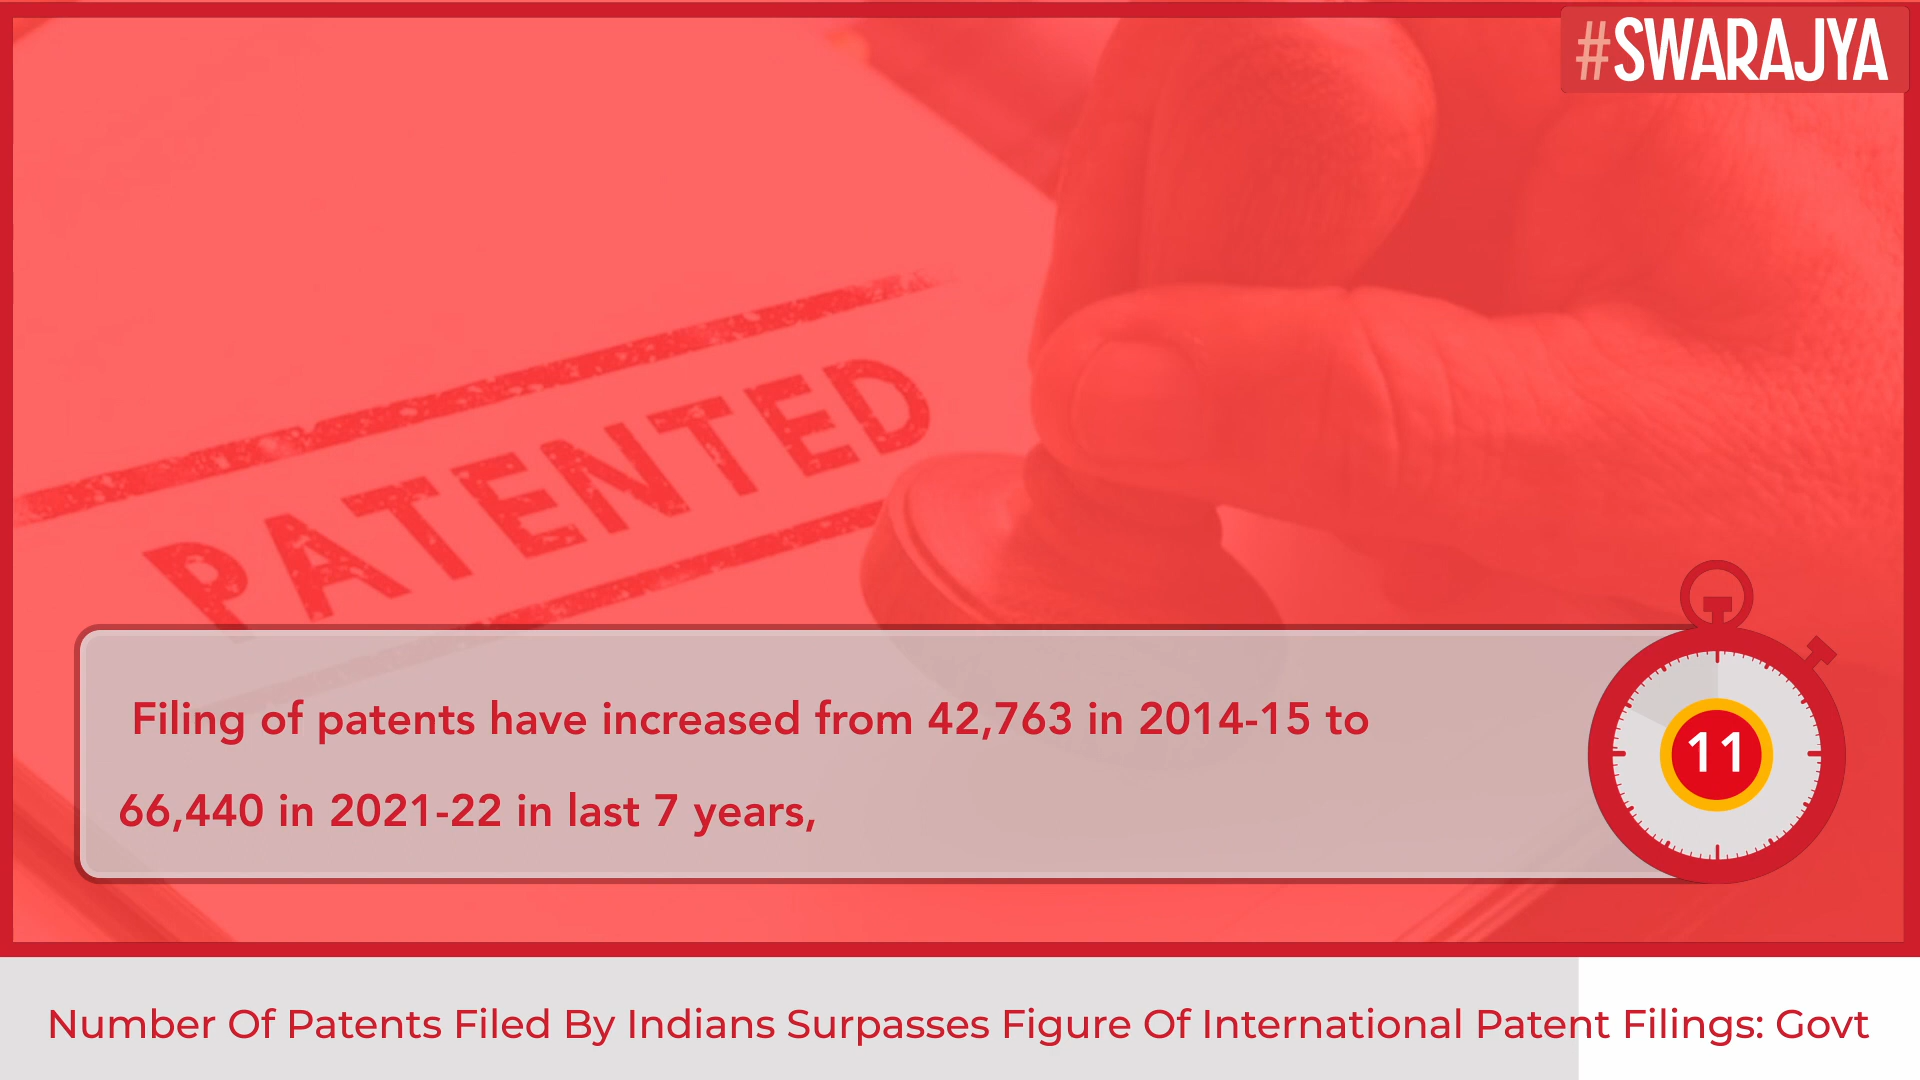 #SWARAJYA
PATENTED
Filing of patents have increased from 42,763 in 2014-15 to
66,440 in 2021-22 in last 7 years,
11
Number Of Patents Filed By Indians Surpasses Figure Of International Patent Filings: Govt